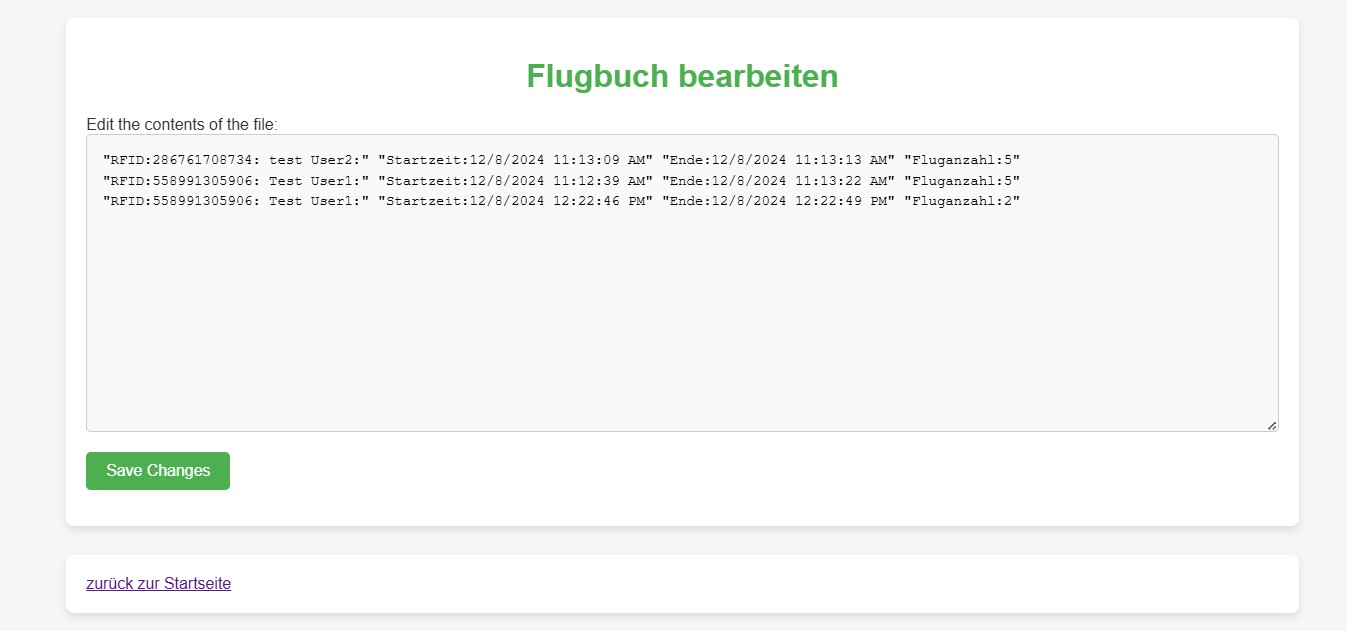 Flugbuch bearbeiten
Edit the contents of the file:
"RFID:286761708734: test User2:" "Startzeit:12/8/2024 11:13:09 AM" "Ende:12/8/2024 11:13:13 AM" "Fluganzahl:5"
"RFID:558991305906: Test User1:" "Startzeit:12/8/2024 11:12:39 AM" "Ende:12/8/2024 11:13:22 AM" "Fluganzahl:5"
"RFID:558991305906: Test User1:" "Startzeit:12/8/2024 12:22:46 PM" "Ende:12/8/2024 12:22:49 PM" "Fluganzahl:2"
Save Changes
zurück zur Startseite